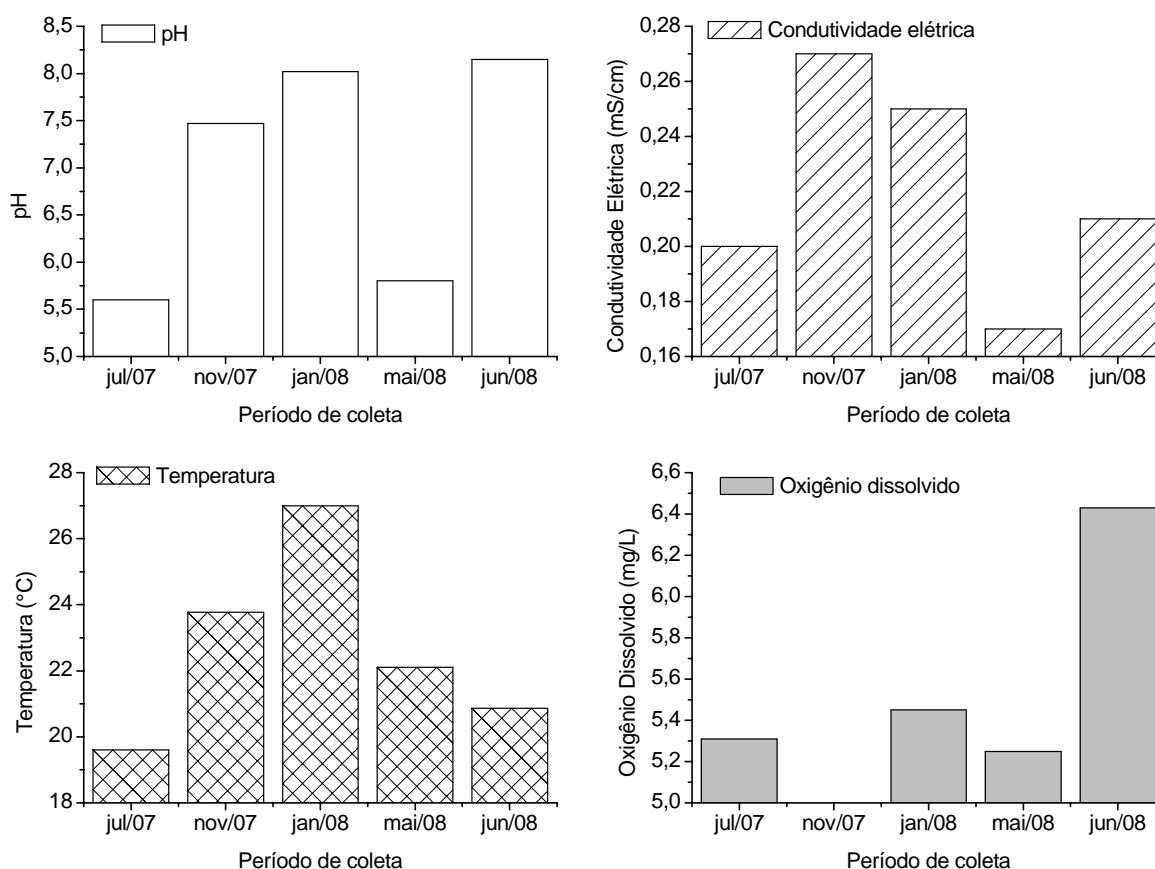 pH
8,5
8,0
7,5
7,0
6,5
6,0
5,5
5,0
pH
jul/07 nov/07 jan/08 mai/08 jun/08
Período de coleta
Condutividade elétrica
0,28
0,26
0,24
0,22
0,20
0,18
0,16
Condutividade Elétrica (mS/cm)
jul/07 nov/07 jan/08 mai/08 jun/08
Período de coleta
Temperatura
28
26
24
22
20
18
Temperatura (°C)
jul/07 nov/07 jan/08 mai/08 jun/08
Período de coleta
Oxigênio dissolvido
6,6
6,4
6,2
6,0
5,8
5,6
5,4
5,2
5,0
Oxigênio Dissolvido (mg/L)
jul/07 nov/07 jan/08 mai/08 jun/08
Período de coleta